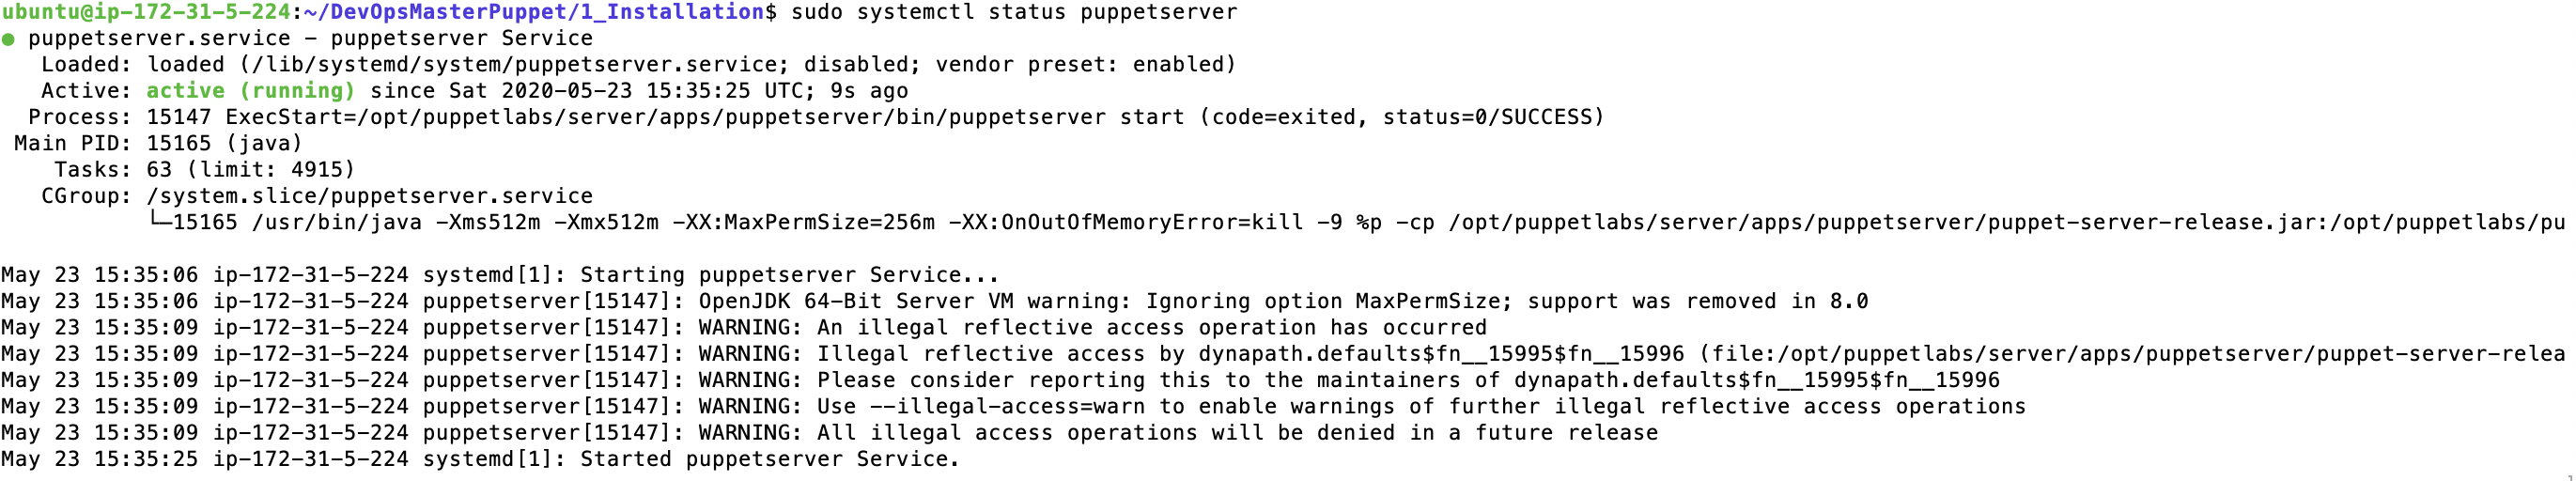 ubuntu@ip-172-31-5-224:~/DevOpsMasterPuppet/1_Installation$ sudo systemctl status puppetserver
● puppetserver.service - puppetserver Service
   Loaded: loaded (/lib/systemd/system/puppetserver.service; disabled; vendor preset: enabled)
   Active: active (running) since Sat 2020-05-23 15:35:25 UTC; 9s ago
  Process: 15147 ExecStart=/opt/puppetlabs/server/apps/puppetserver/bin/puppetserver start (code=exited, status=0/SUCCESS)
 Main PID: 15165 (java)
    Tasks: 63 (limit: 4915)
   CGroup: /system.slice/puppetserver.service
           └─15165 /usr/bin/java -Xms512m -Xmx512m -XX:MaxPermSize=256m -XX:OnOutOfMemoryError=kill -9 %p -cp /opt/puppetlabs/server/apps/puppetserver/puppet-server-release.jar:/opt/puppetlabs/pu
May 23 15:35:06 ip-172-31-5-224 systemd[1]: Starting puppetserver Service...
May 23 15:35:06 ip-172-31-5-224 puppetserver[15147]: OpenJDK 64-Bit Server VM warning: Ignoring option MaxPermSize; support was removed in 8.0
May 23 15:35:09 ip-172-31-5-224 puppetserver[15147]: WARNING: An illegal reflective access operation has occurred
May 23 15:35:09 ip-172-31-5-224 puppetserver[15147]: WARNING: Illegal reflective access by dynapath.defaults$fn__15995$fn__15996 (file:/opt/puppetlabs/server/apps/puppetserver/puppet-server-relea
May 23 15:35:09 ip-172-31-5-224 puppetserver[15147]: WARNING: Please consider reporting this to the maintainers of dynapath.defaults$fn__15995$fn__15996
May 23 15:35:09 ip-172-31-5-224 puppetserver[15147]: WARNING: Use --illegal-access=warn to enable warnings of further illegal reflective access operations
May 23 15:35:09 ip-172-31-5-224 puppetserver[15147]: WARNING: All illegal access operations will be denied in a future release
May 23 15:35:25 ip-172-31-5-224 systemd[1]: Started puppetserver Service.